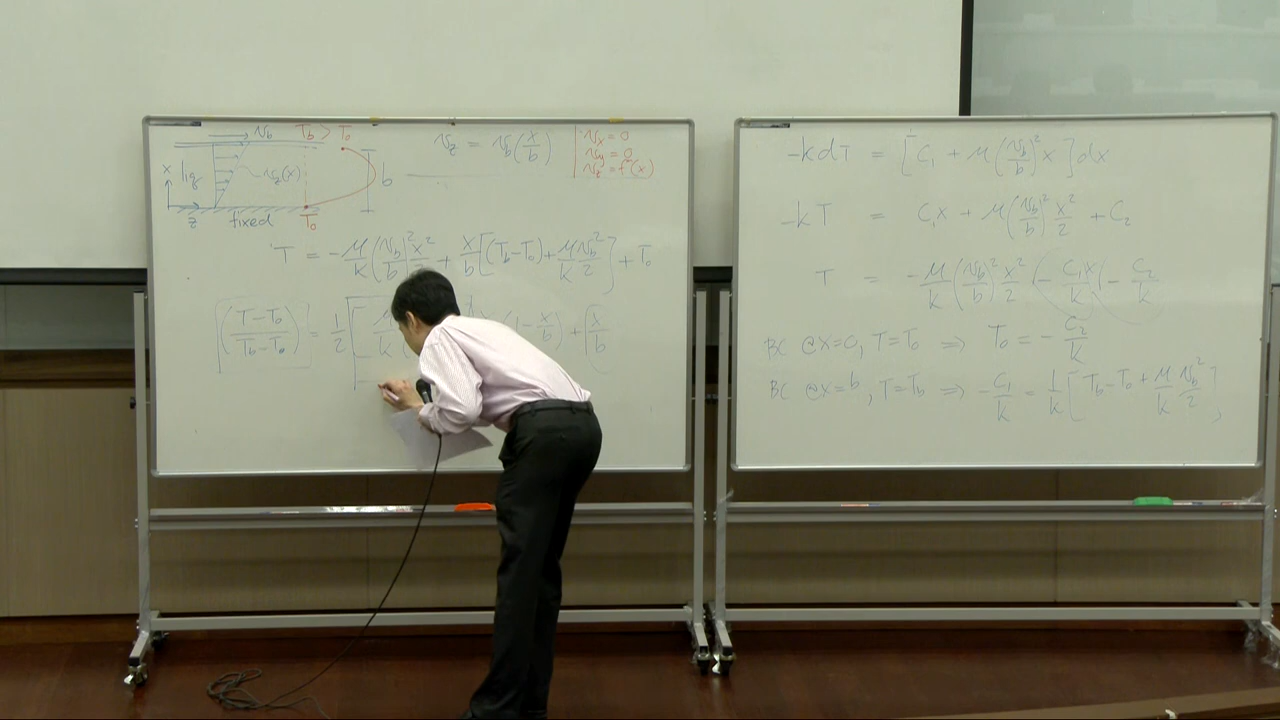 v_b T_b > T_0
x liq v_z(x) b
z fixed T_0
v_z = v_b(x/b)
v_x = 0
v_y = 0
v_z = fⁿ(x)
T = -μ/k (v_b/b)² x²/2 + x/b [(T_b-T_0) + μ/k v_b²/2] + T_0
(T-T_0)/(T_b-T_0) = 1/2 [ μ/k x/b (1-x/b) + (x/b)
-k dT = [C_1 + μ(v_b/b)² x] dx
-k T = C_1x + μ(v_b/b)² x²/2 + C_2
T = -μ/k (v_b/b)² x²/2 (- C_1x/k) - C_2/k
BC @x=0, T=T_0 ⇒ T_0 = - C_2/k
BC @x=b, T=T_b ⇒ -C_1/k = 1/k [T_b-T_0 + μ/k v_b²/2],